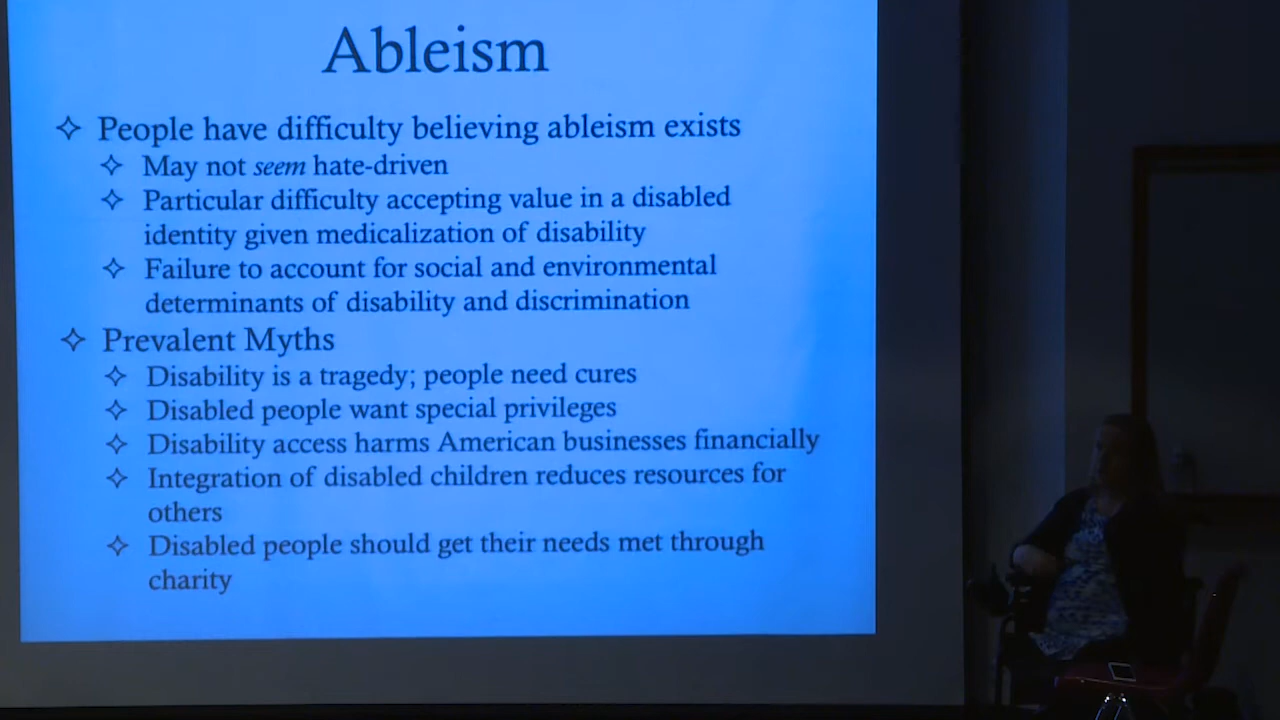 Ableism
People have difficulty believing ableism exists
May not seem hate-driven
Particular difficulty accepting value in a disabled
identity given medicalization of disability
Failure to account for social and environmental
determinants of disability and discrimination
Prevalent Myths
Disability is a tragedy; people need cures
Disabled people want special privileges
Disability access harms American businesses financially
Integration of disabled children reduces resources for
others
Disabled people should get their needs met through
charity